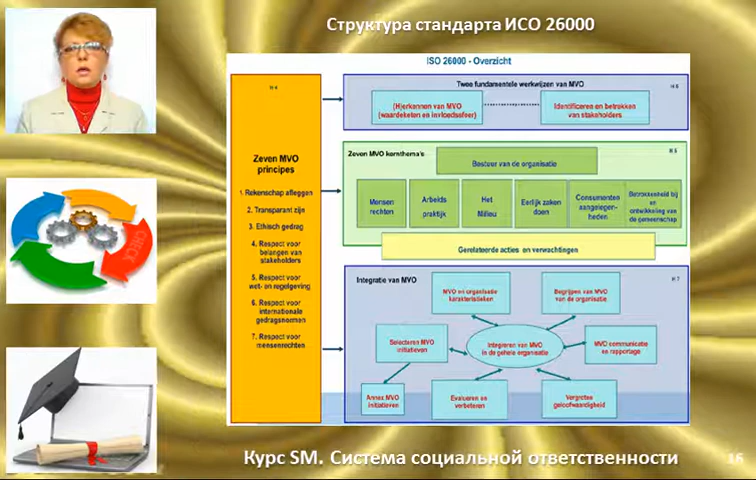 Структура стандарта ИСО 26000
ISO 26000 - Overzicht
H 4
Zeven MVO
principes
1. Rekenschap afleggen
2. Transparant zijn
3. Ethisch gedrag
4. Respect voor
belangen van
stakeholders
5. Respect voor
wet- en regelgeving
6. Respect voor
internationale
gedragsnormen
7. Respect voor
mensenrechten
Twee fundamentele werkwijzen van MVO
H 5
(H)erkennen van MVO
(waardeketen en invloedssfeer)
Identificeren en betrekken
van stakeholders
Zeven MVO kernthema's
H 6
Bestuur van de organisatie
Mensen
rechten
Arbeids
praktijk
Het
Milieu
Eerlijk zaken
doen
Consumenten
aangelegen-
heden
Betrokkenheid bij
en
ontwikkeling van
de gemeenschap
Gerelateerde acties en verwachtingen
Integratie van MVO
H 7
MVO en organisatie
karakteristieken
Begrijpen van MVO
van de organisatie
Selecteren MVO
initiatieven
Integreren van MVO
in de gehele organisatie
MVO communicatie
en rapportage
Annex MVO
initiatieven
Evalueren en
verbeteren
Vergroten
geloofwaardigheid
CHECK
Курс SM. Система социальной ответственности
16